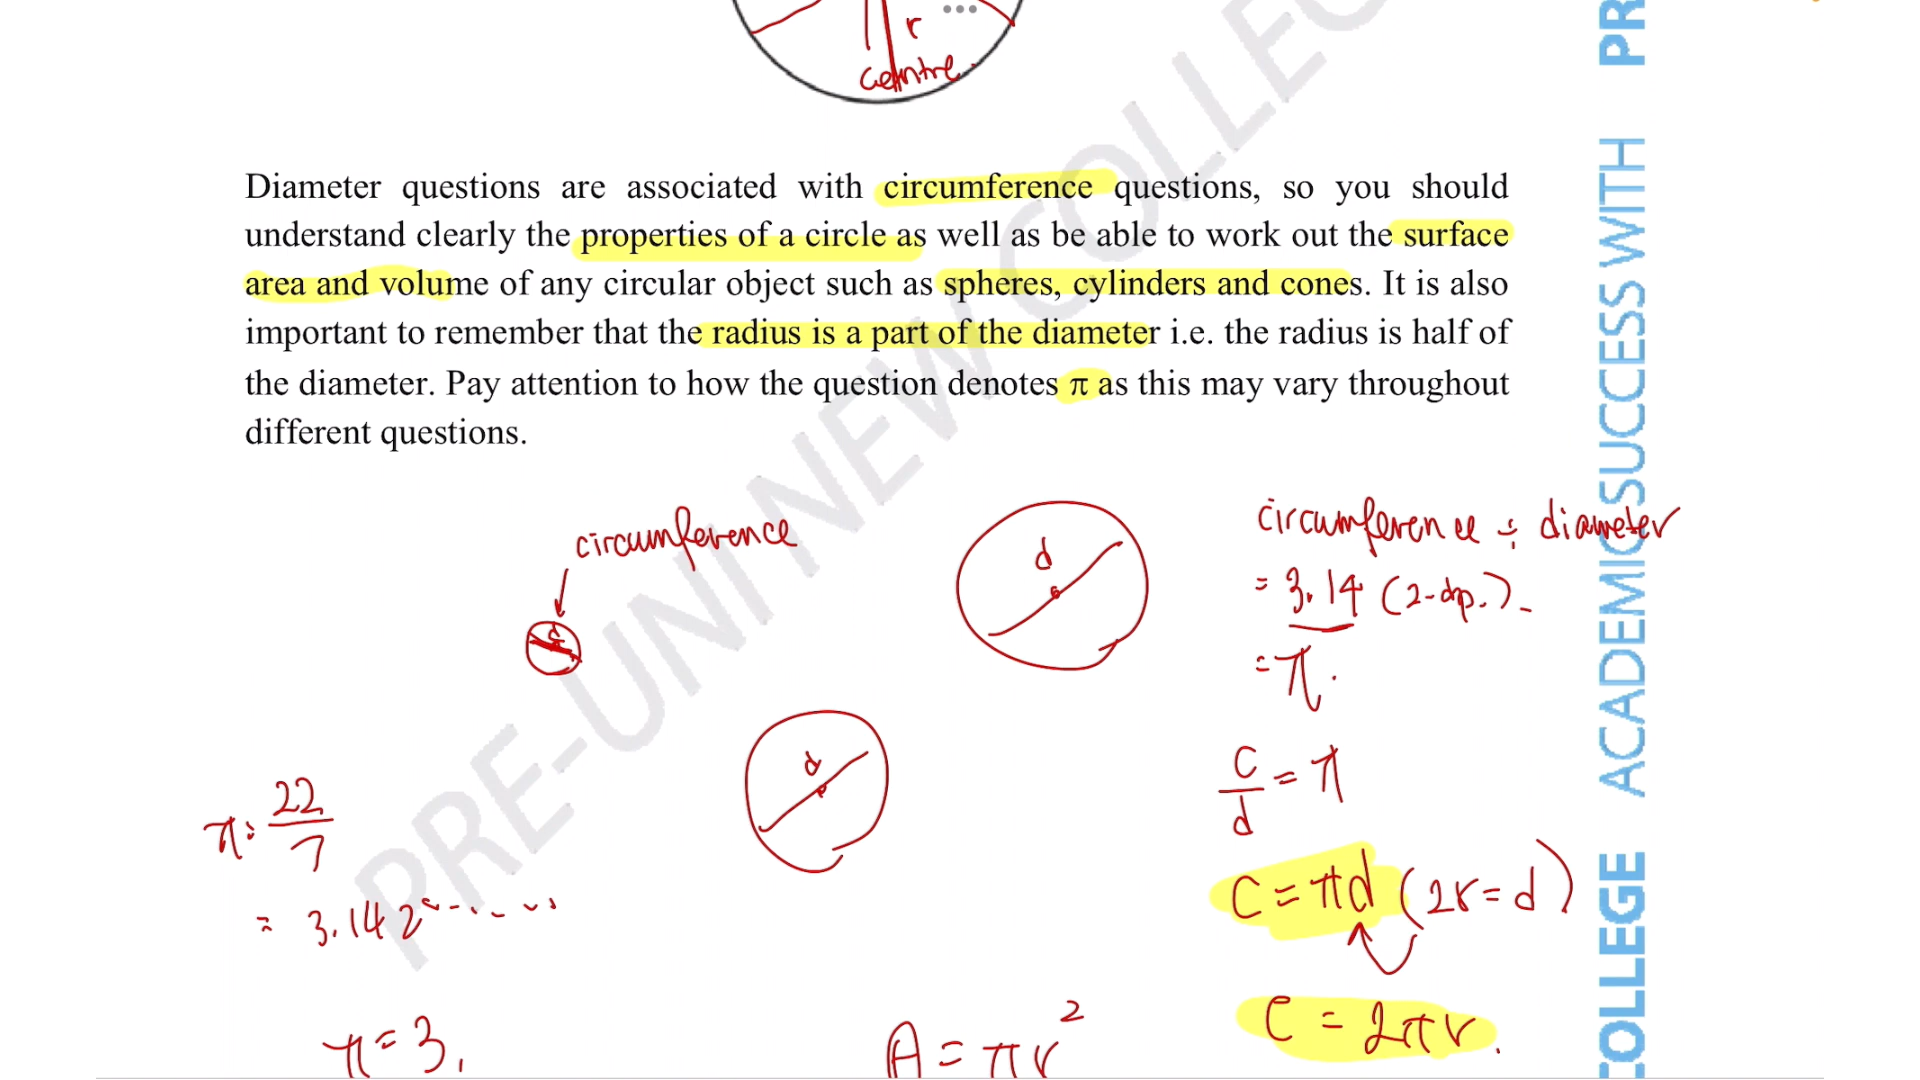 r
centre
Diameter questions are associated with circumference questions, so you should
understand clearly the properties of a circle as well as be able to work out the surface
area and volume of any circular object such as spheres, cylinders and cones. It is also
important to remember that the radius is a part of the diameter i.e. the radius is half of
the diameter. Pay attention to how the question denotes π as this may vary throughout
different questions.
circumference
d
d
circumference ÷ diameter
= 3.14 (2-dp.)
= π.
d
C/d = π
π = 22/7
= 3.142......
C = πd (2r = d)
C = 2πr.
π = 3.
A = πr²
PRE-UNI NEW COLLEG
COLLEGE ACADEMIC SUCCESS WITH PR